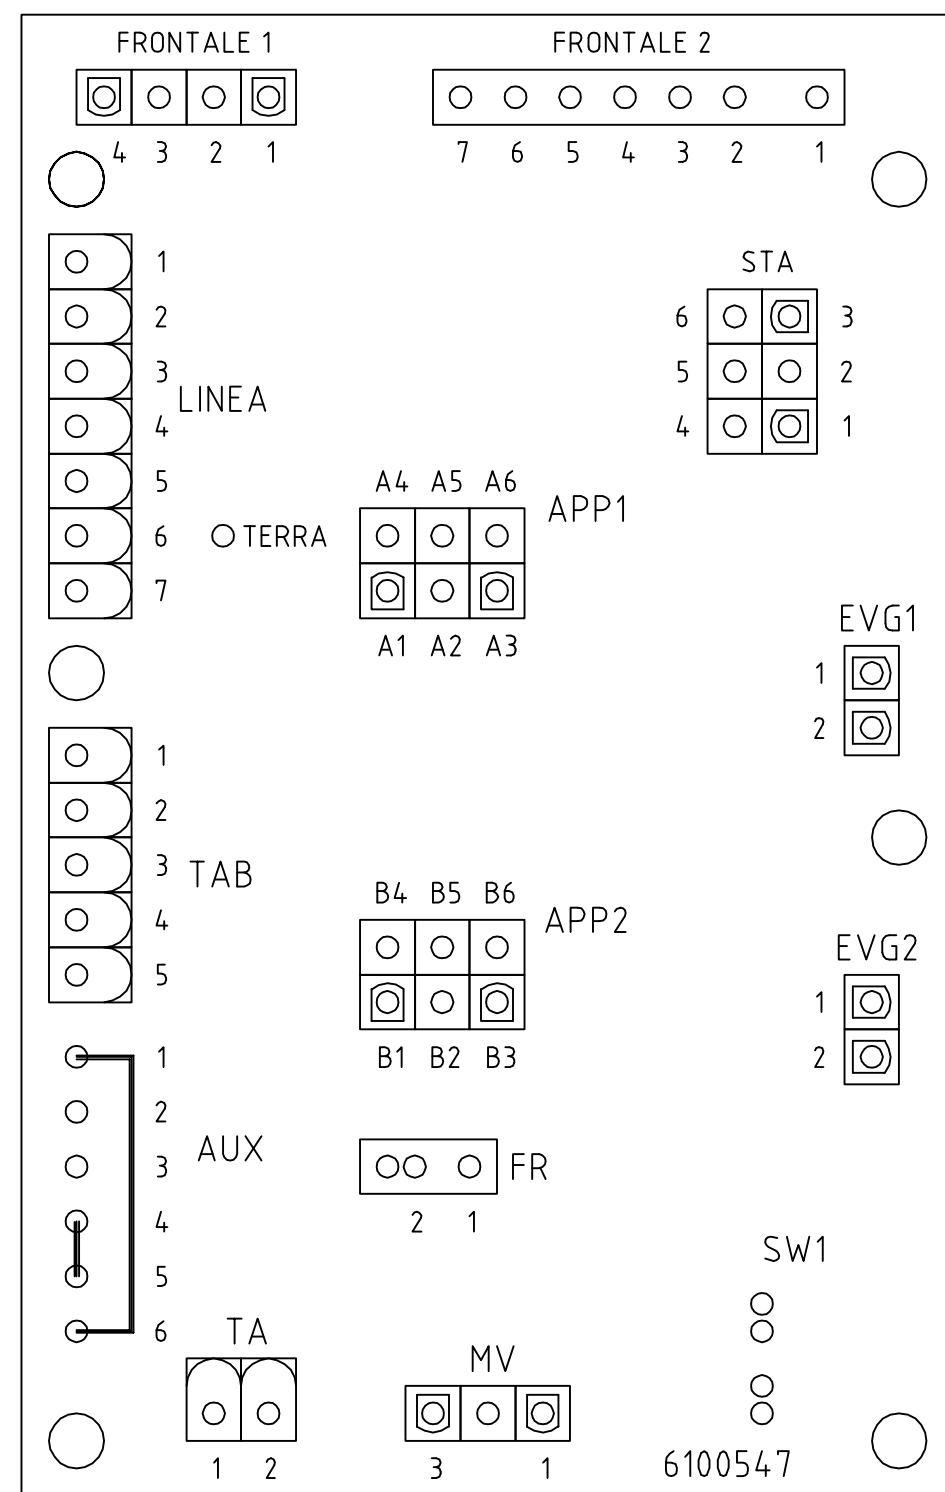 FRONTALE 1 FRONTALE 2
4 3 2 1 7 6 5 4 3 2 1
1
STA
2 6 3
3 5 2
LINEA
4 4 1
5 A4 A5 A6
APP1
6 TERRA
7
EVG1
A1 A2 A3
1
2
1
2
3 TAB
B4 B5 B6
4 APP2
EVG2
5
1
1 B1 B2 B3 2
2
AUX
3 FR
4 2 1
SW1
5
6 TA
MV
1 2 3 1 6100547